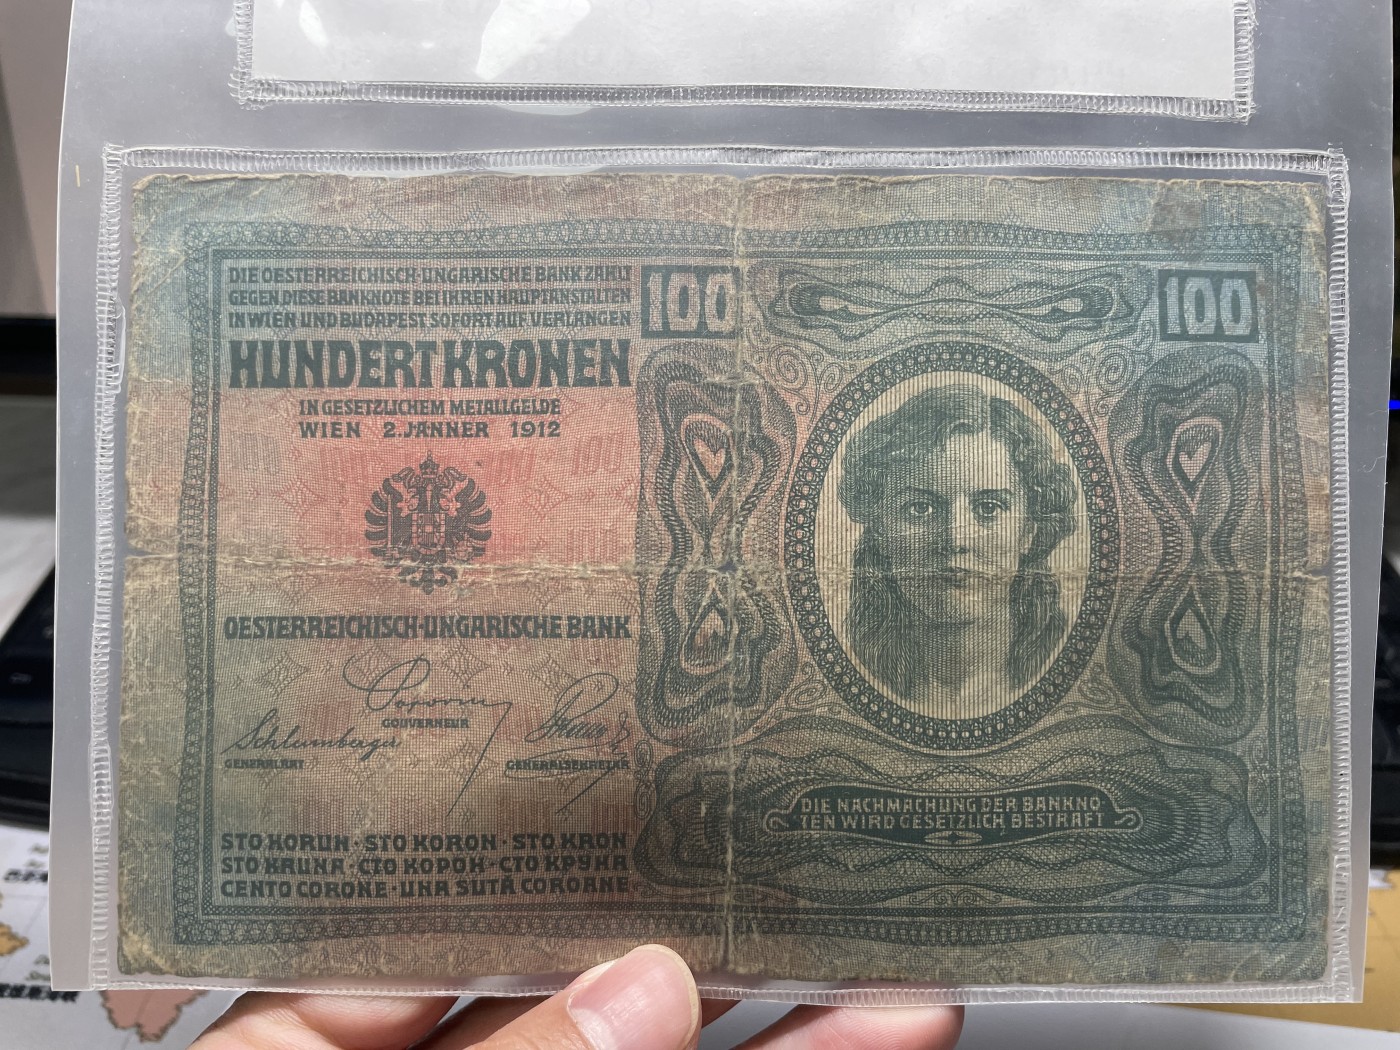 DIE OESTERREICHISCH-UNGARISCHE BANK ZAHLT
GEGEN DIESE BANKNOTE BEI IHREN HAUPTANSTALTEN
IN WIEN UND BUDAPEST SOFORT AUF VERLANGEN
HUNDERT KRONEN
IN GESETZLICHEM METALLGELDE
WIEN 2. JÄNNER 1912
OESTERREICHISCH-UNGARISCHE BANK
GOUVERNEUR
Schlumberger
GENERALRAT
GENERALSEKRETÄR
STO KORUN · STO KORON · STO KRON
STO KRUNA · СТО КОРОН · СТО КРУНА
CENTO CORONE · UNA SUTĂ COROANE
100
100
DIE NACHMACHUNG DER BANKNO-
TEN WIRD GESETZLICH BESTRAFT